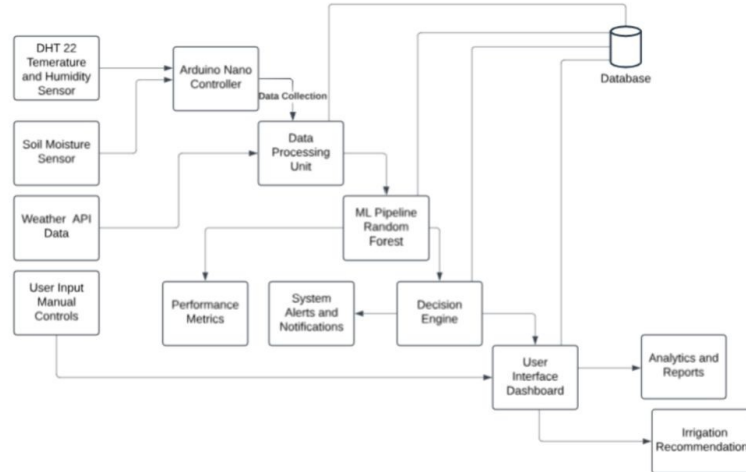 DHT 22
Temerature
and Humidity
Sensor
Arduino Nano
Controller
Database
Data Collection
Soil Moisture
Sensor
Data
Processing
Unit
Weather API
Data
ML Pipeline
Random
Forest
User Input
Manual
Controls
Performance
Metrics
System
Alerts and
Notifications
Decision
Engine
User
Interface
Dashboard
Analytics and
Reports
Irrigation
Recommendation